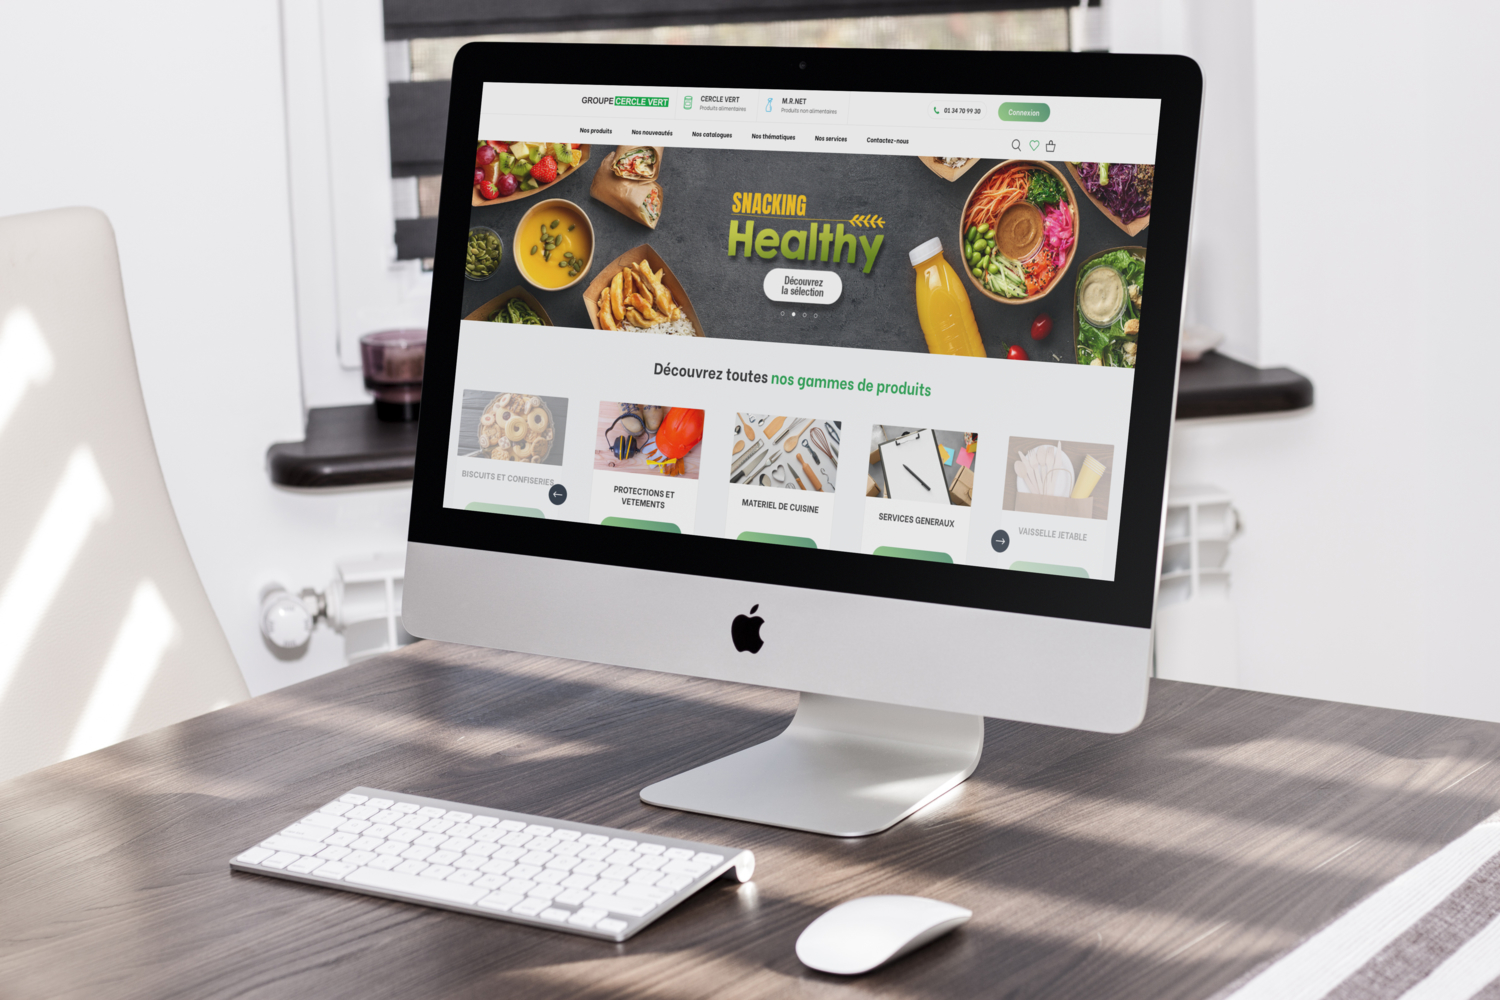 GROUPE CERCLE VERT
CERCLE VERT
Produits alimentaires
M.R.NET
Produits non alimentaires
01 34 70 99 30
Connexion
Nos produits
Nos nouveautés
Nos catalogues
Nos thématiques
Nos services
Contactez-nous
SNACKING
Healthy
Découvrez
la sélection
Découvrez toutes nos gammes de produits
BISCUITS ET CONFISERIES
PROTECTIONS ET
VETEMENTS
MATERIEL DE CUISINE
SERVICES GENERAUX
VAISSELLE JETABLE